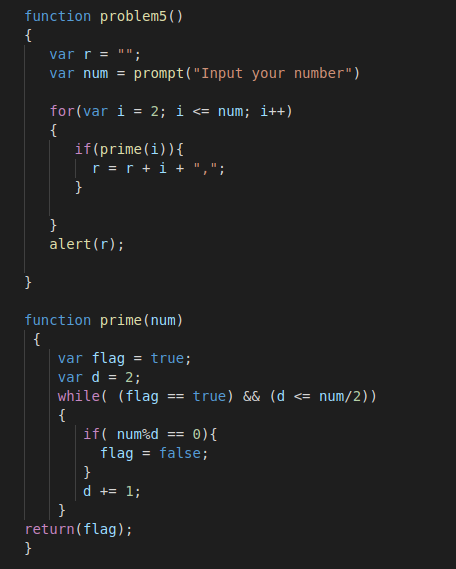 function problem5()
{
   var r = "";
   var num = prompt("Input your number")

   for(var i = 2; i <= num; i++)
   {
      if(prime(i)){
        r = r + i + ",";
      }

   }
   alert(r);

}

function prime(num)
 {
    var flag = true;
    var d = 2;
    while( (flag == true) && (d <= num/2))
    {
       if( num%d == 0){
         flag = false;
       }
       d += 1;
    }
return(flag);
}